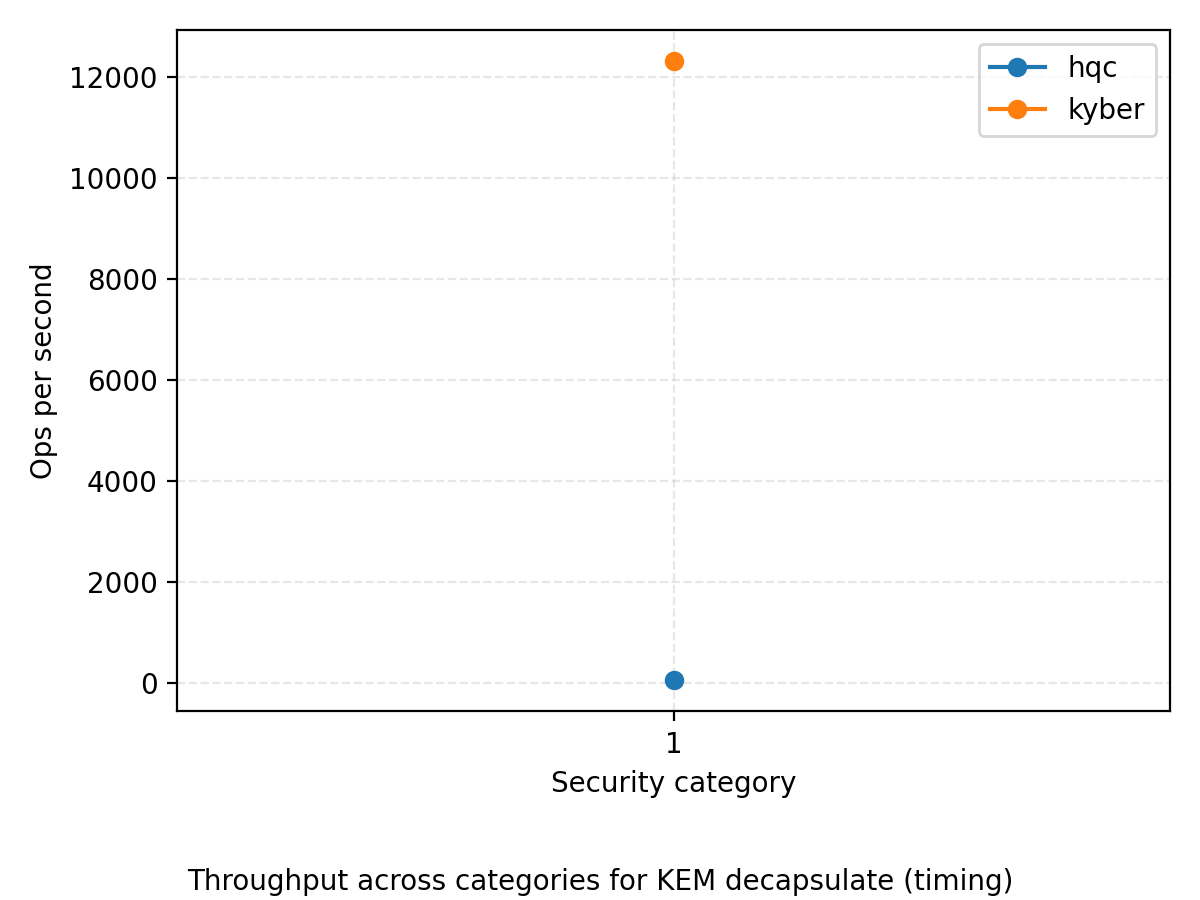 12000
10000
8000
6000
4000
2000
0
Ops per second
hqc
kyber
1
Security category
Throughput across categories for KEM decapsulate (timing)